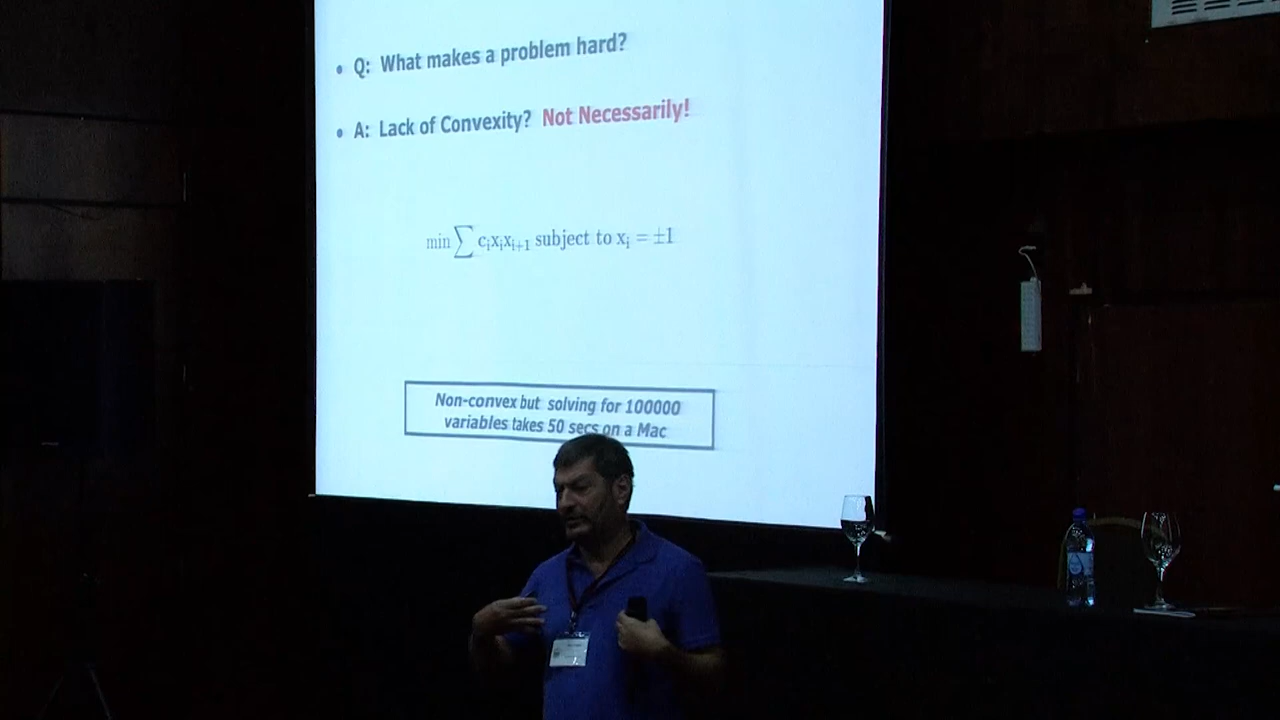 • Q: What makes a problem hard?
• A: Lack of Convexity? Not Necessarily!
min ∑ cᵢxᵢxᵢ₊₁ subject to xᵢ = ±1
Non-convex but solving for 100000
variables takes 50 secs on a Mac